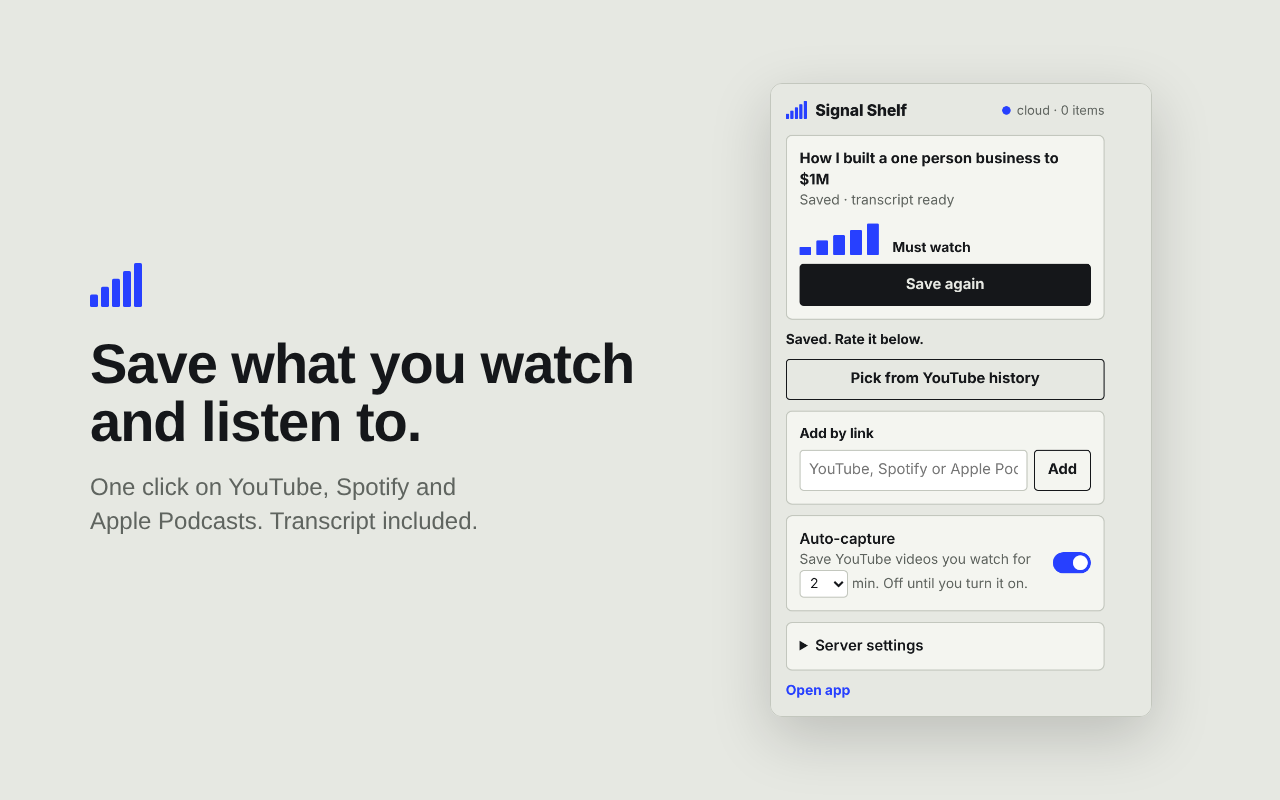 Save what you watch
and listen to.
One click on YouTube, Spotify and
Apple Podcasts. Transcript included.
Signal Shelf
cloud · 0 items
How I built a one person business to
$1M
Saved · transcript ready
Must watch
Save again
Saved. Rate it below.
Pick from YouTube history
Add by link
YouTube, Spotify or Apple Poc
Add
Auto-capture
Save YouTube videos you watch for
2 min. Off until you turn it on.
Server settings
Open app